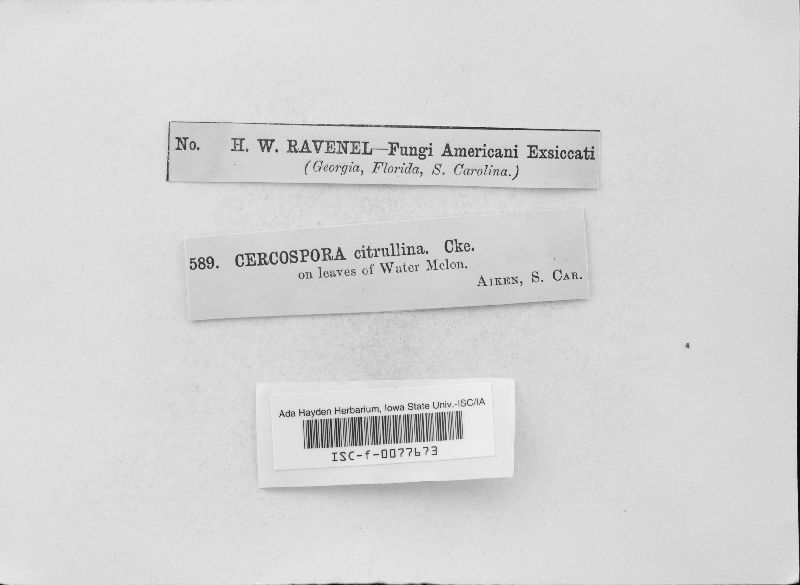 No. H. W. RAVENEL—Fungi Americani Exsiccati
(Georgia, Florida, S. Carolina.)
589. CERCOSPORA citrullina. Cke.
on leaves of Water Melon.
AIKEN, S. CAR.
Ada Hayden Herbarium, Iowa State Univ.-ISC/IA
ISC-f-0077673